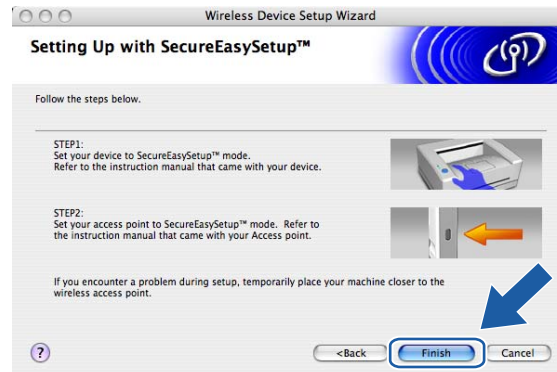 Wireless Device Setup Wizard
Setting Up with SecureEasySetup™
Follow the steps below.
STEP1:
Set your device to SecureEasySetup™ mode.
Refer to the instruction manual that came with your device.
STEP2:
Set your access point to SecureEasySetup™ mode. Refer to
the instruction manual that came with your Access point.
If you encounter a problem during setup, temporarily place your machine closer to the
wireless access point.
?
<Back
Finish
Cancel